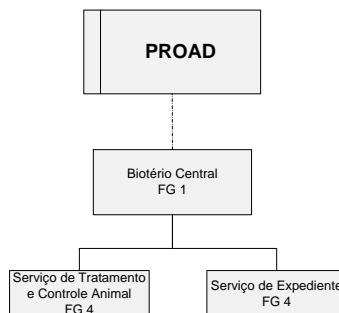 PROAD
Biotério Central
FG 1
Serviço de Tratamento
e Controle Animal
FG 4
Serviço de Expediente
FG 4